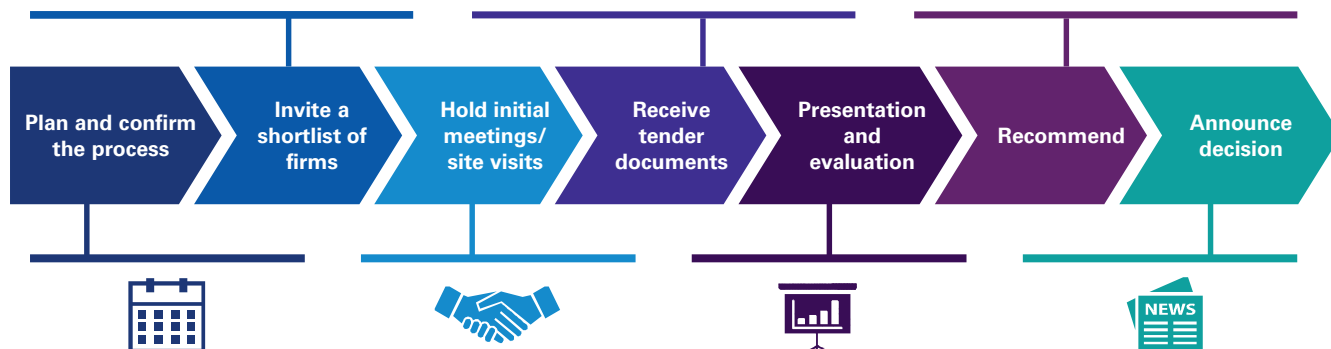 Plan and confirm
the process
Invite a
shortlist of
firms
Hold initial
meetings/
site visits
Receive
tender
documents
Presentation
and
evaluation
Recommend
Announce
decision
NEWS